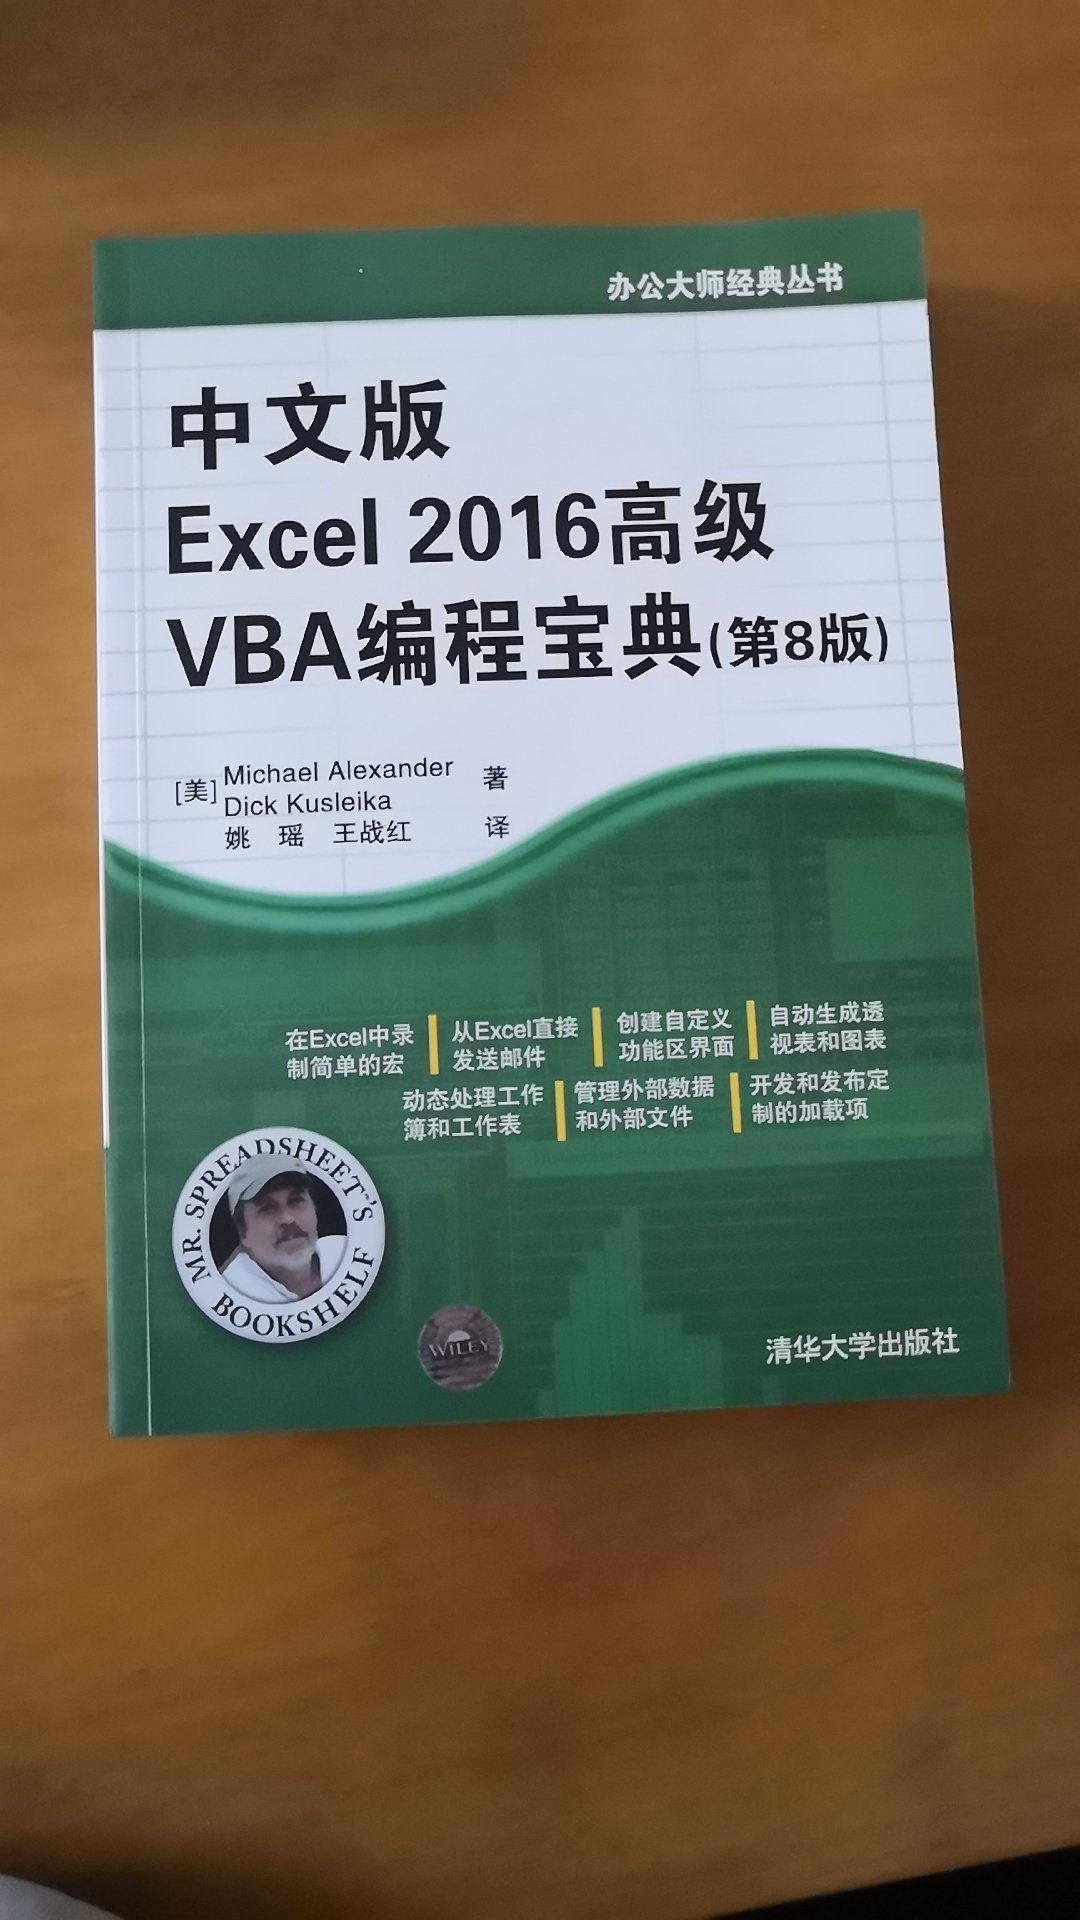 办公大师经典丛书
中文版
Excel 2016高级
VBA编程宝典(第8版)
[美] Michael Alexander 著
Dick Kusleika
姚 瑶 王战红 译
在Excel中录
制简单的宏
从Excel直接
发送邮件
创建自定义
功能区界面
自动生成透
视表和图表
动态处理工作
簿和工作表
管理外部数据
和外部文件
开发和发布定
制的加载项
MR. SPREADSHEET'S
BOOKSHELF
WILEY
清华大学出版社